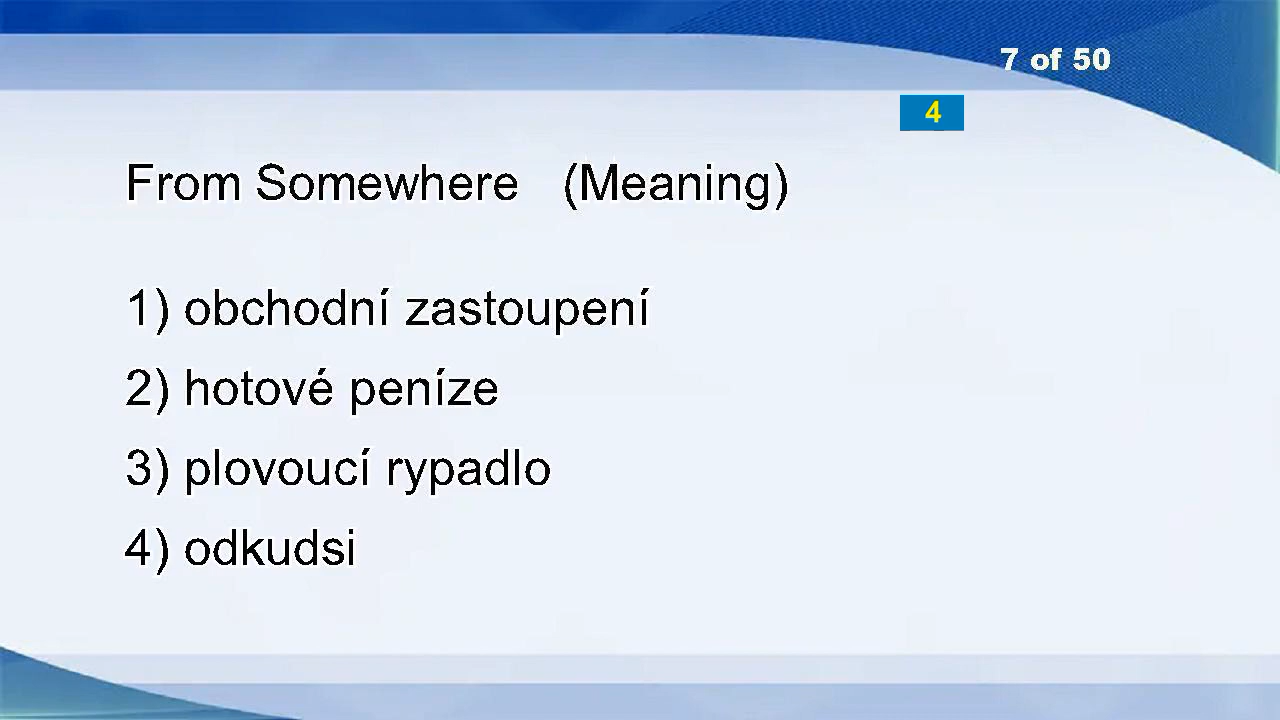 7 of 50
4
From Somewhere (Meaning)
1) obchodní zastoupení
2) hotové peníze
3) plovoucí rypadlo
4) odkudsi